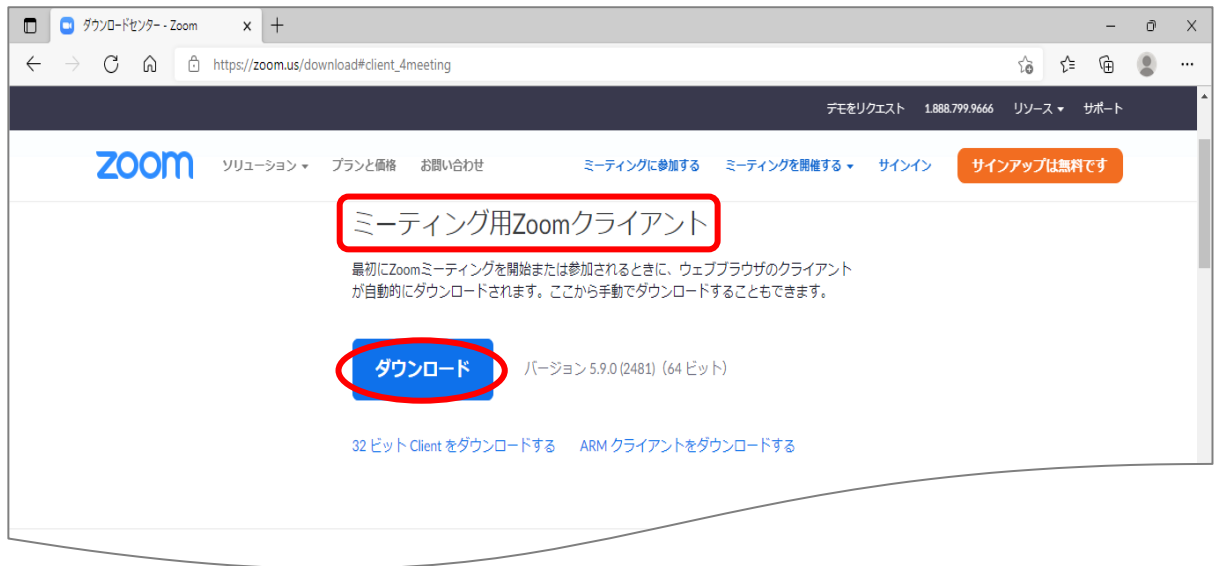 ダウンロードセンター - Zoom
https://zoom.us/download#client_4meeting
デモをリクエスト 1.888.799.9666 リソース サポート
zoom ソリューション プランと価格 お問い合わせ ミーティングに参加する ミーティングを開催する サインイン サインアップは無料です
ミーティング用Zoomクライアント
最初にZoomミーティングを開始または参加されるときに、ウェブブラウザのクライアント
が自動的にダウンロードされます。ここから手動でダウンロードすることもできます。
ダウンロード バージョン 5.9.0 (2481) (64 ビット)
32 ビット Client をダウンロードする ARM クライアントをダウンロードする